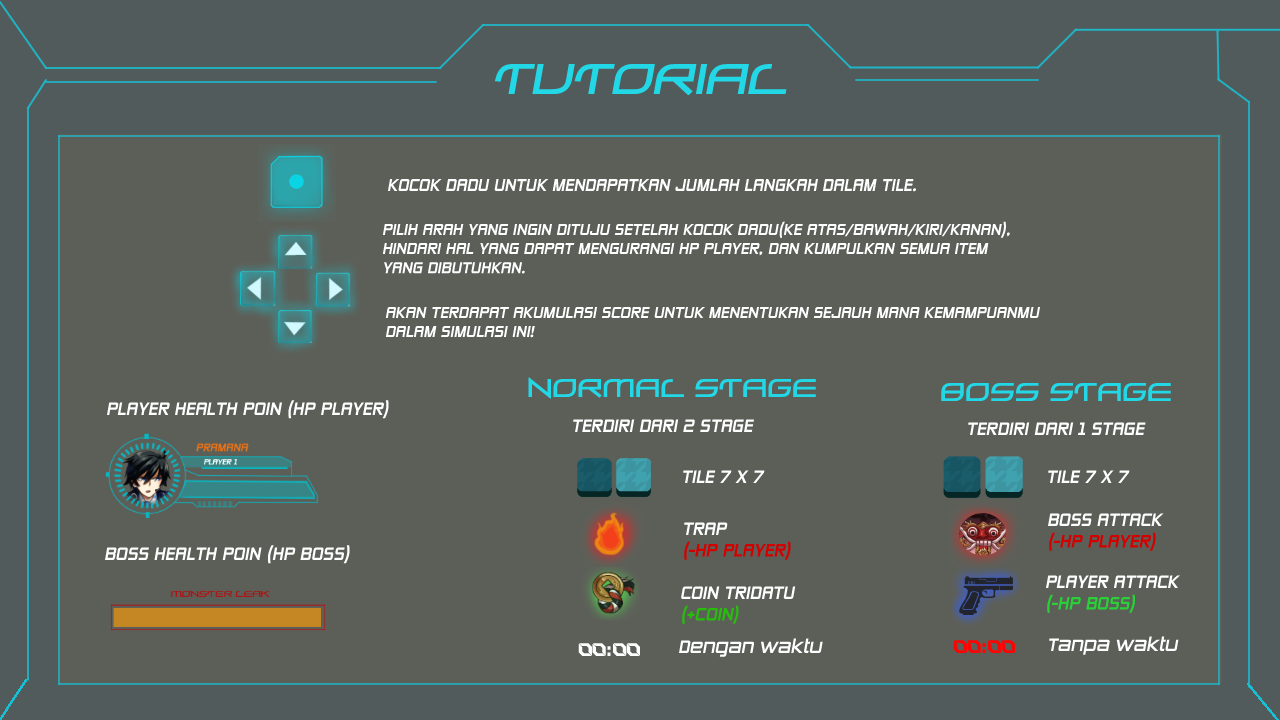 TUTORIAL
KOCOK DADU UNTUK MENDAPATKAN JUMLAH LANGKAH DALAM TILE.
PILIH ARAH YANG INGIN DITUJU SETELAH KOCOK DADU(KE ATAS/BAWAH/KIRI/KANAN),
HINDARI HAL YANG DAPAT MENGURANGI HP PLAYER, DAN KUMPULKAN SEMUA ITEM
YANG DIBUTUHKAN.
AKAN TERDAPAT AKUMULASI SCORE UNTUK MENENTUKAN SEJAUH MANA KEMAMPUANMU
DALAM SIMULASI INI!
PLAYER HEALTH POIN (HP PLAYER)
PRAMANA
PLAYER 1
BOSS HEALTH POIN (HP BOSS)
MONSTER LEAK
NORMAL STAGE
TERDIRI DARI 2 STAGE
TILE 7 X 7
TRAP
(-HP PLAYER)
COIN TRIDATU
(+COIN)
00:00
Dengan waktu
BOSS STAGE
TERDIRI DARI 1 STAGE
TILE 7 X 7
BOSS ATTACK
(-HP PLAYER)
PLAYER ATTACK
(-HP BOSS)
00:00
Tanpa waktu